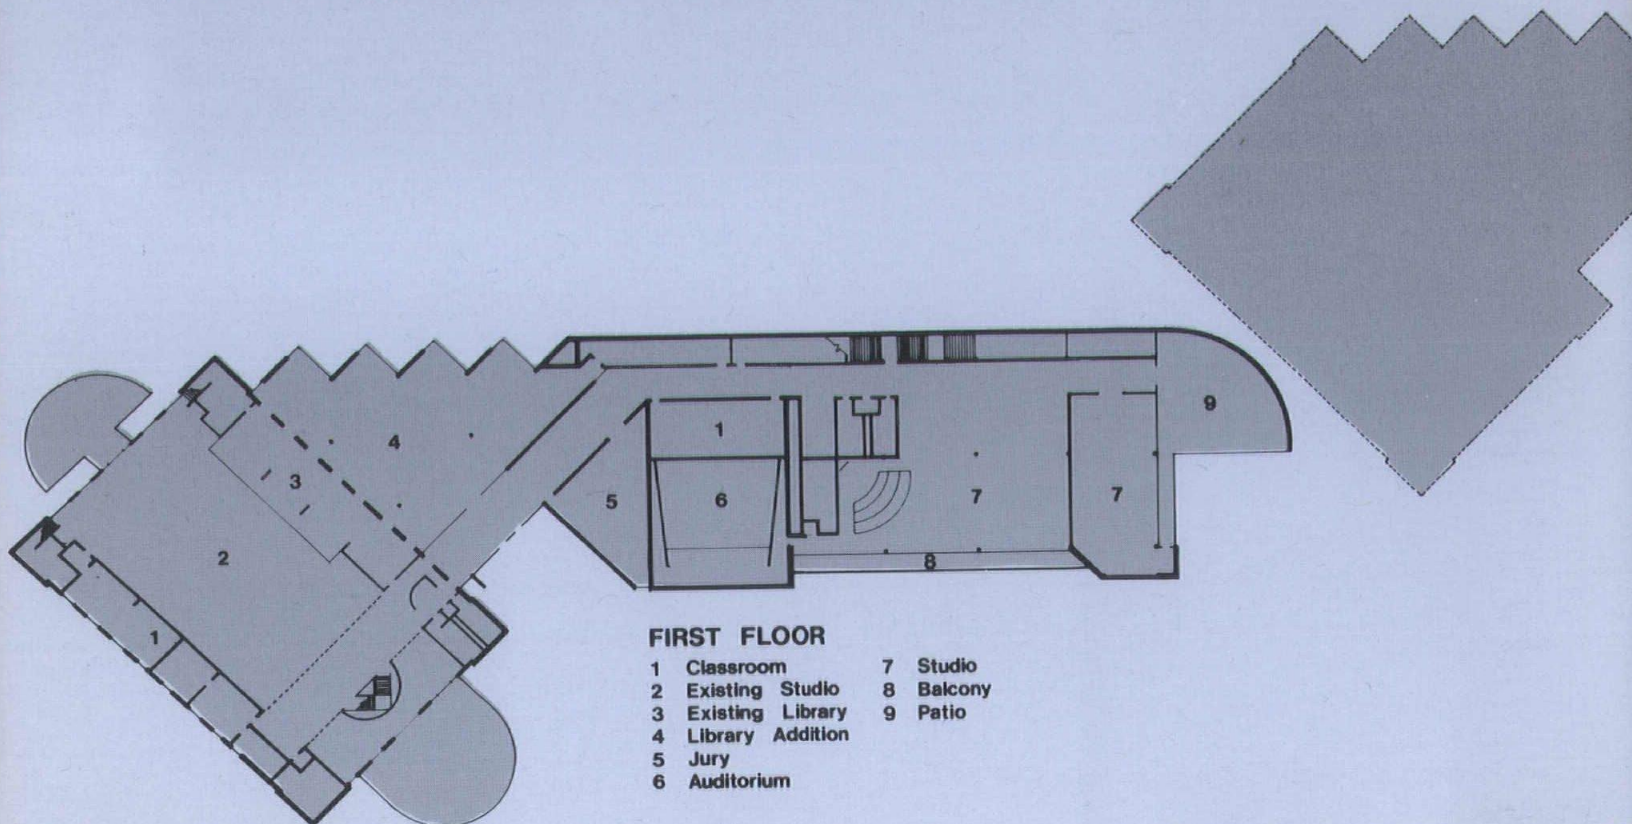 4
3
2
1
5
1
6
7
7
8
9
FIRST FLOOR
1 Classroom
2 Existing Studio
3 Existing Library
4 Library Addition
5 Jury
6 Auditorium
7 Studio
8 Balcony
9 Patio